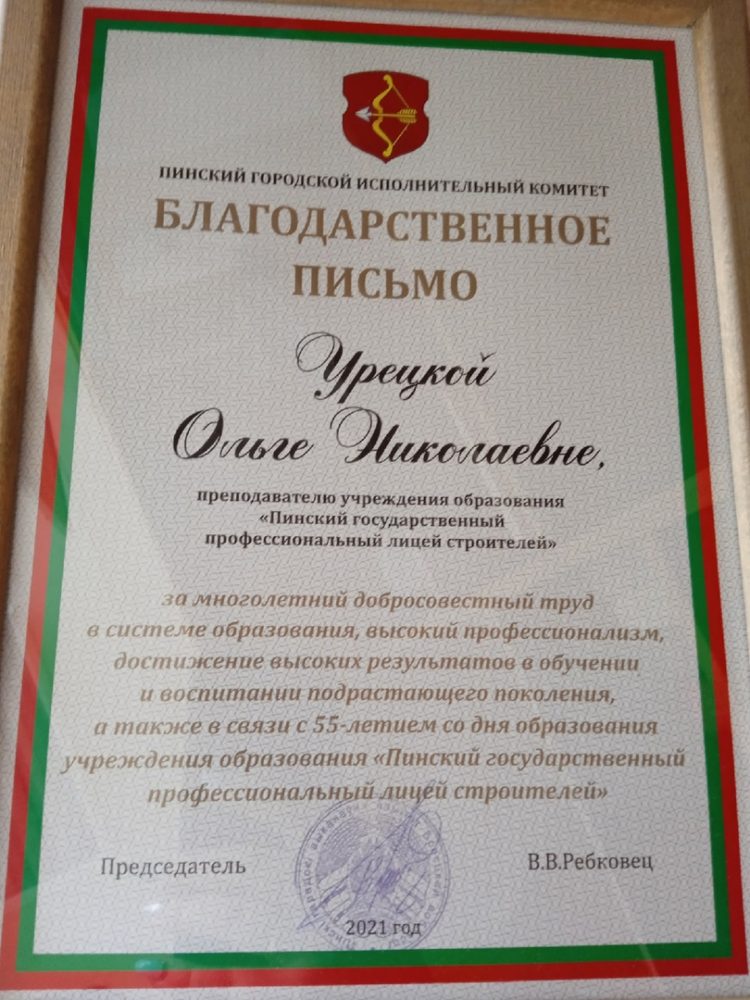 ПИНСКИЙ ГОРОДСКОЙ ИСПОЛНИТЕЛЬНЫЙ КОМИТЕТ
БЛАГОДАРСТВЕННОЕ
ПИСЬМО
Урецкой
Ольге Николаевне,
преподавателю учреждения образования
«Пинский государственный
профессиональный лицей строителей»
за многолетний добросовестный труд
в системе образования, высокий профессионализм,
достижение высоких результатов в обучении
и воспитании подрастающего поколения,
а также в связи с 55-летием со дня образования
учреждения образования «Пинский государственный
профессиональный лицей строителей»
Председатель
В.В.Ребковец
2021 год